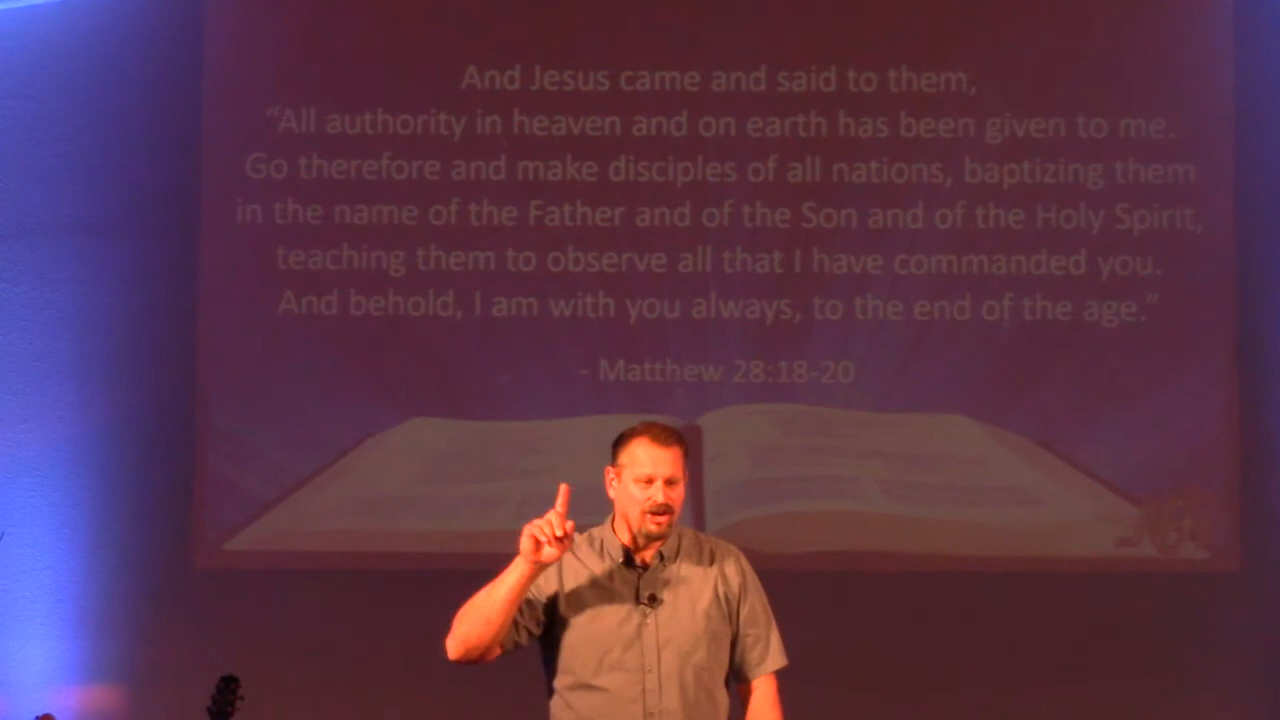 And Jesus came and said to them,
“All authority in heaven and on earth has been given to me.
Go therefore and make disciples of all nations, baptizing them
in the name of the Father and of the Son and of the Holy Spirit,
teaching them to observe all that I have commanded you.
And behold, I am with you always, to the end of the age.”
- Matthew 28:18-20